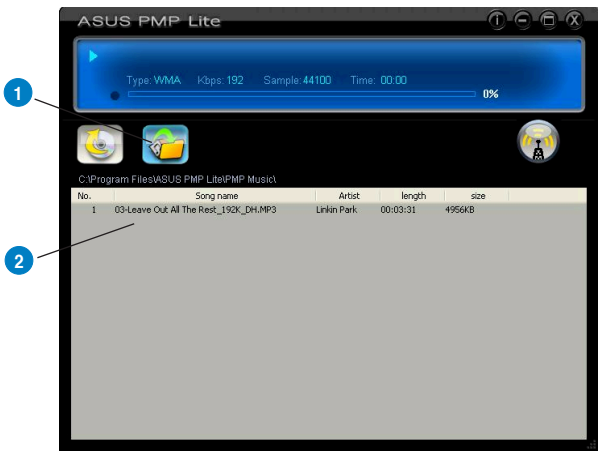 ASUS PMP Lite
Type: WMA Kbps: 192 Sample: 44100 Time: 00:00
0%
1
C:\Program Files\ASUS PMP Lite\PMP Music\
No. Song name Artist length size
1 03-Leave Out All The Rest_192K_DH.MP3 Linkin Park 00:03:31 4956KB
2